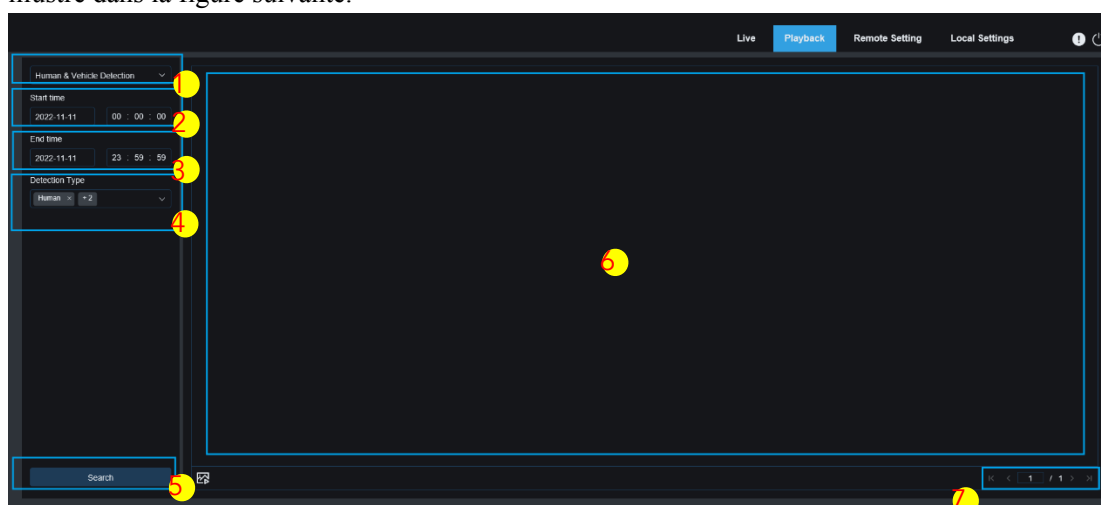 illustré dans la figure suivante.
Live Playback Remote Setting Local Settings
Human & Vehicle Detection
1
Start time
2022-11-11 00 : 00 : 00
2
End time
2022-11-11 23 : 59 : 59
3
Detection Type
Human × +2
4
6
Search
5
1 / 1
7